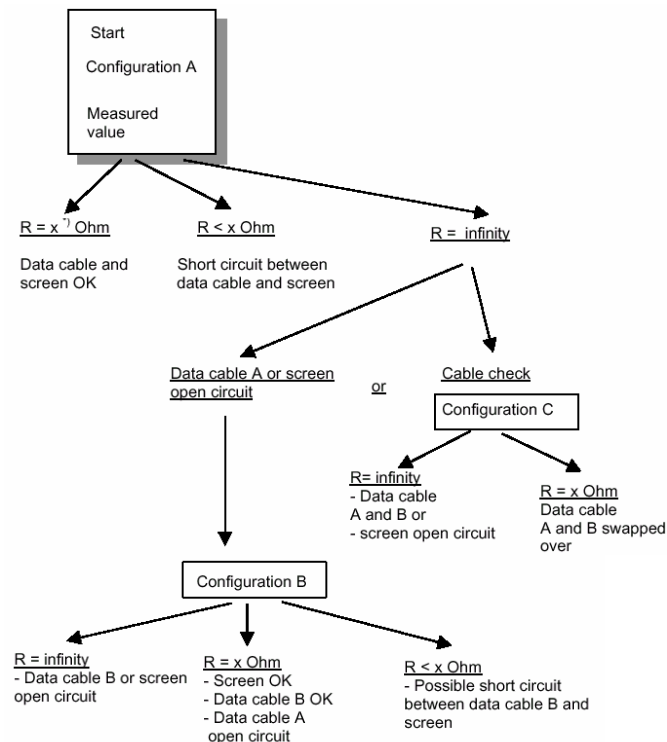 Start
Configuration A
Measured
value
R = x *) Ohm
Data cable and
screen OK
R < x Ohm
Short circuit between
data cable and screen
R = infinity
Data cable A or screen
open circuit
or
Cable check
Configuration C
R= infinity
- Data cable
A and B or
- screen open circuit
R = x Ohm
Data cable
A and B swapped
over
Configuration B
R = infinity
- Data cable B or screen
open circuit
R = x Ohm
- Screen OK
- Data cable B OK
- Data cable A
open circuit
R < x Ohm
- Possible short circuit
between data cable B and
screen